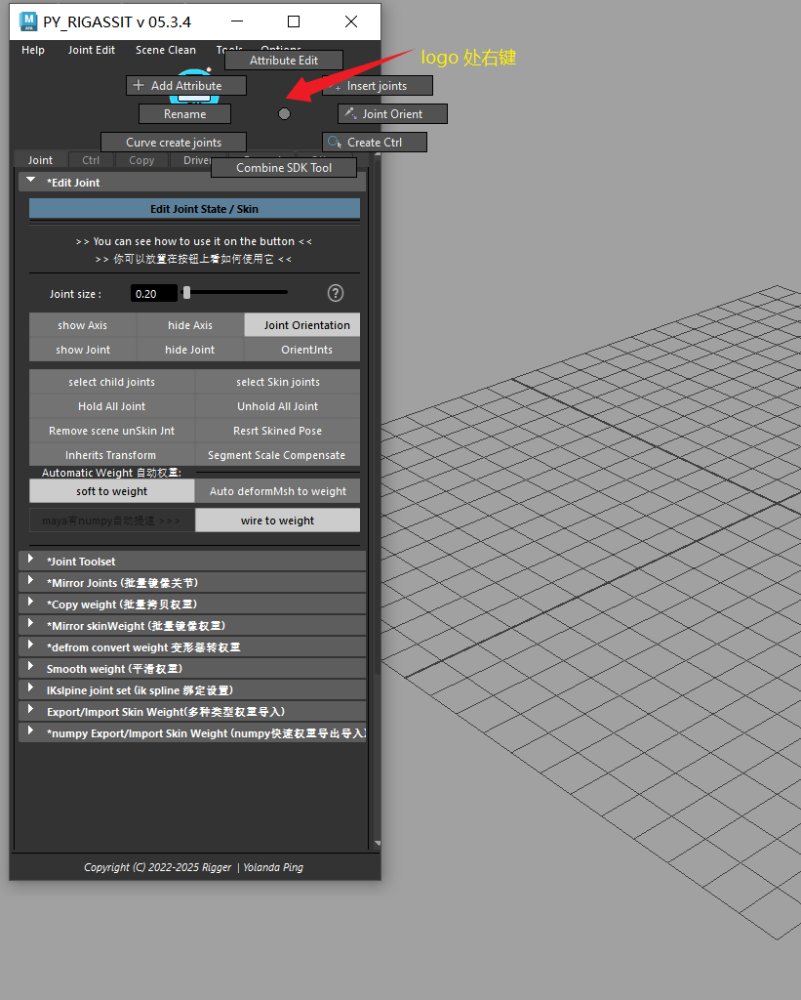 PY_RIGASSIT v 05.3.4
Help Joint Edit Scene Clean Tools Options
Attribute Edit
logo 处右键
Add Attribute
Insert joints
Rename
Joint Orient
Curve create joints
Create Ctrl
Joint Ctrl Copy Driver
Combine SDK Tool
*Edit Joint
Edit Joint State / Skin
>> You can see how to use it on the button <<
>> 你可以放置在按钮上看如何使用它 <<
Joint size : 0.20 ?
show Axis hide Axis Joint Orientation
show Joint hide Joint OrientJnts
select child joints select Skin joints
Hold All Joint Unhold All Joint
Remove scene unSkin Jnt Resrt Skined Pose
Inherits Transform Segment Scale Compensate
Automatic Weight 自动权重:
soft to weight Auto deformMsh to weight
maya有numpy自动提速 >>> wire to weight
*Joint Toolset
*Mirror Joints (批量镜像关节)
*Copy weight (批量拷贝权重)
*Mirror skinWeight (批量镜像权重)
*defrom convert weight 变形器转权重
Smooth weight (平滑权重)
IKslpine joint set (ik spline 绑定设置)
Export/Import Skin Weight(多种类型权重导入)
*numpy Export/Import Skin Weight (numpy快速权重导出导入)
Copyright (C) 2022-2025 Rigger | Yolanda Ping